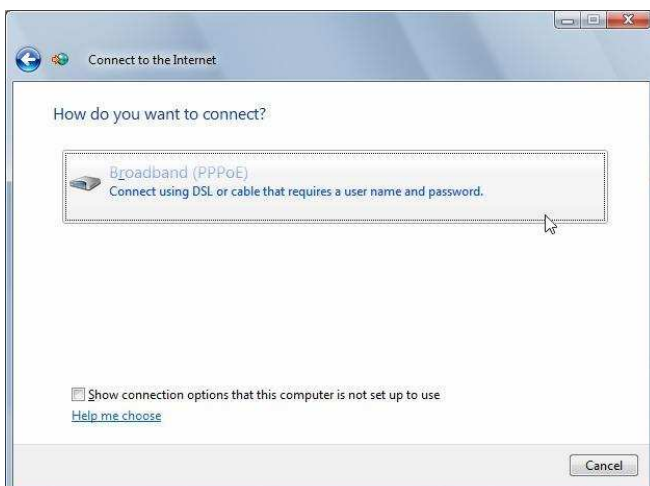 Connect to the Internet
How do you want to connect?
Broadband (PPPoE)
Connect using DSL or cable that requires a user name and password.
Show connection options that this computer is not set up to use
Help me choose
Cancel